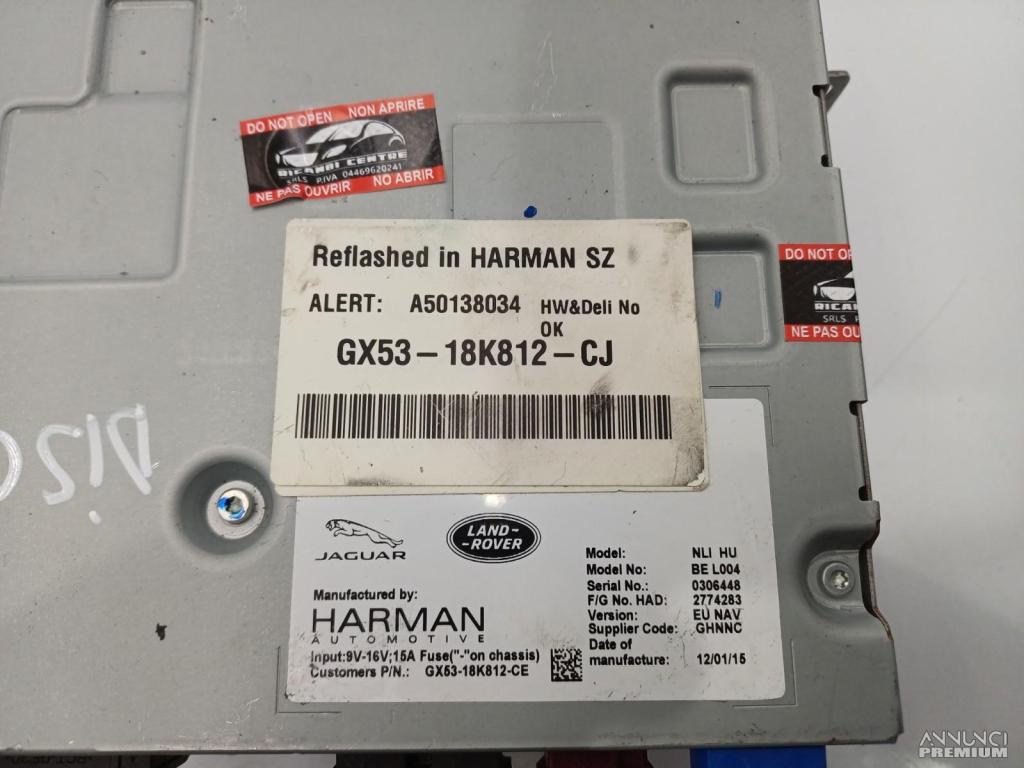 DO NOT OPEN NON APRIRE
RICAMBI CENTRE
SRLS P.IVA 04469620241
NE PAS OUVRIR NO ABRIR
Reflashed in HARMAN SZ
ALERT: A50138034 HW&Deli No
OK
GX53-18K812-CJ
DO NOT OP
RICAMBI
SRLS P
NE PAS OU
DISC
JAGUAR
LAND-
-ROVER
Manufactured by:
HARMAN
AUTOMOTIVE
Input:9V-16V;15A Fuse("-"on chassis)
Customers P/N.: GX53-18K812-CE
Model: NLI HU
Model No: BE L004
Serial No.: 0306448
F/G No. HAD: 2774283
Version: EU NAV
Supplier Code: GHNNC
Date of
manufacture: 12/01/15
ANNUNCI
PREMIUM